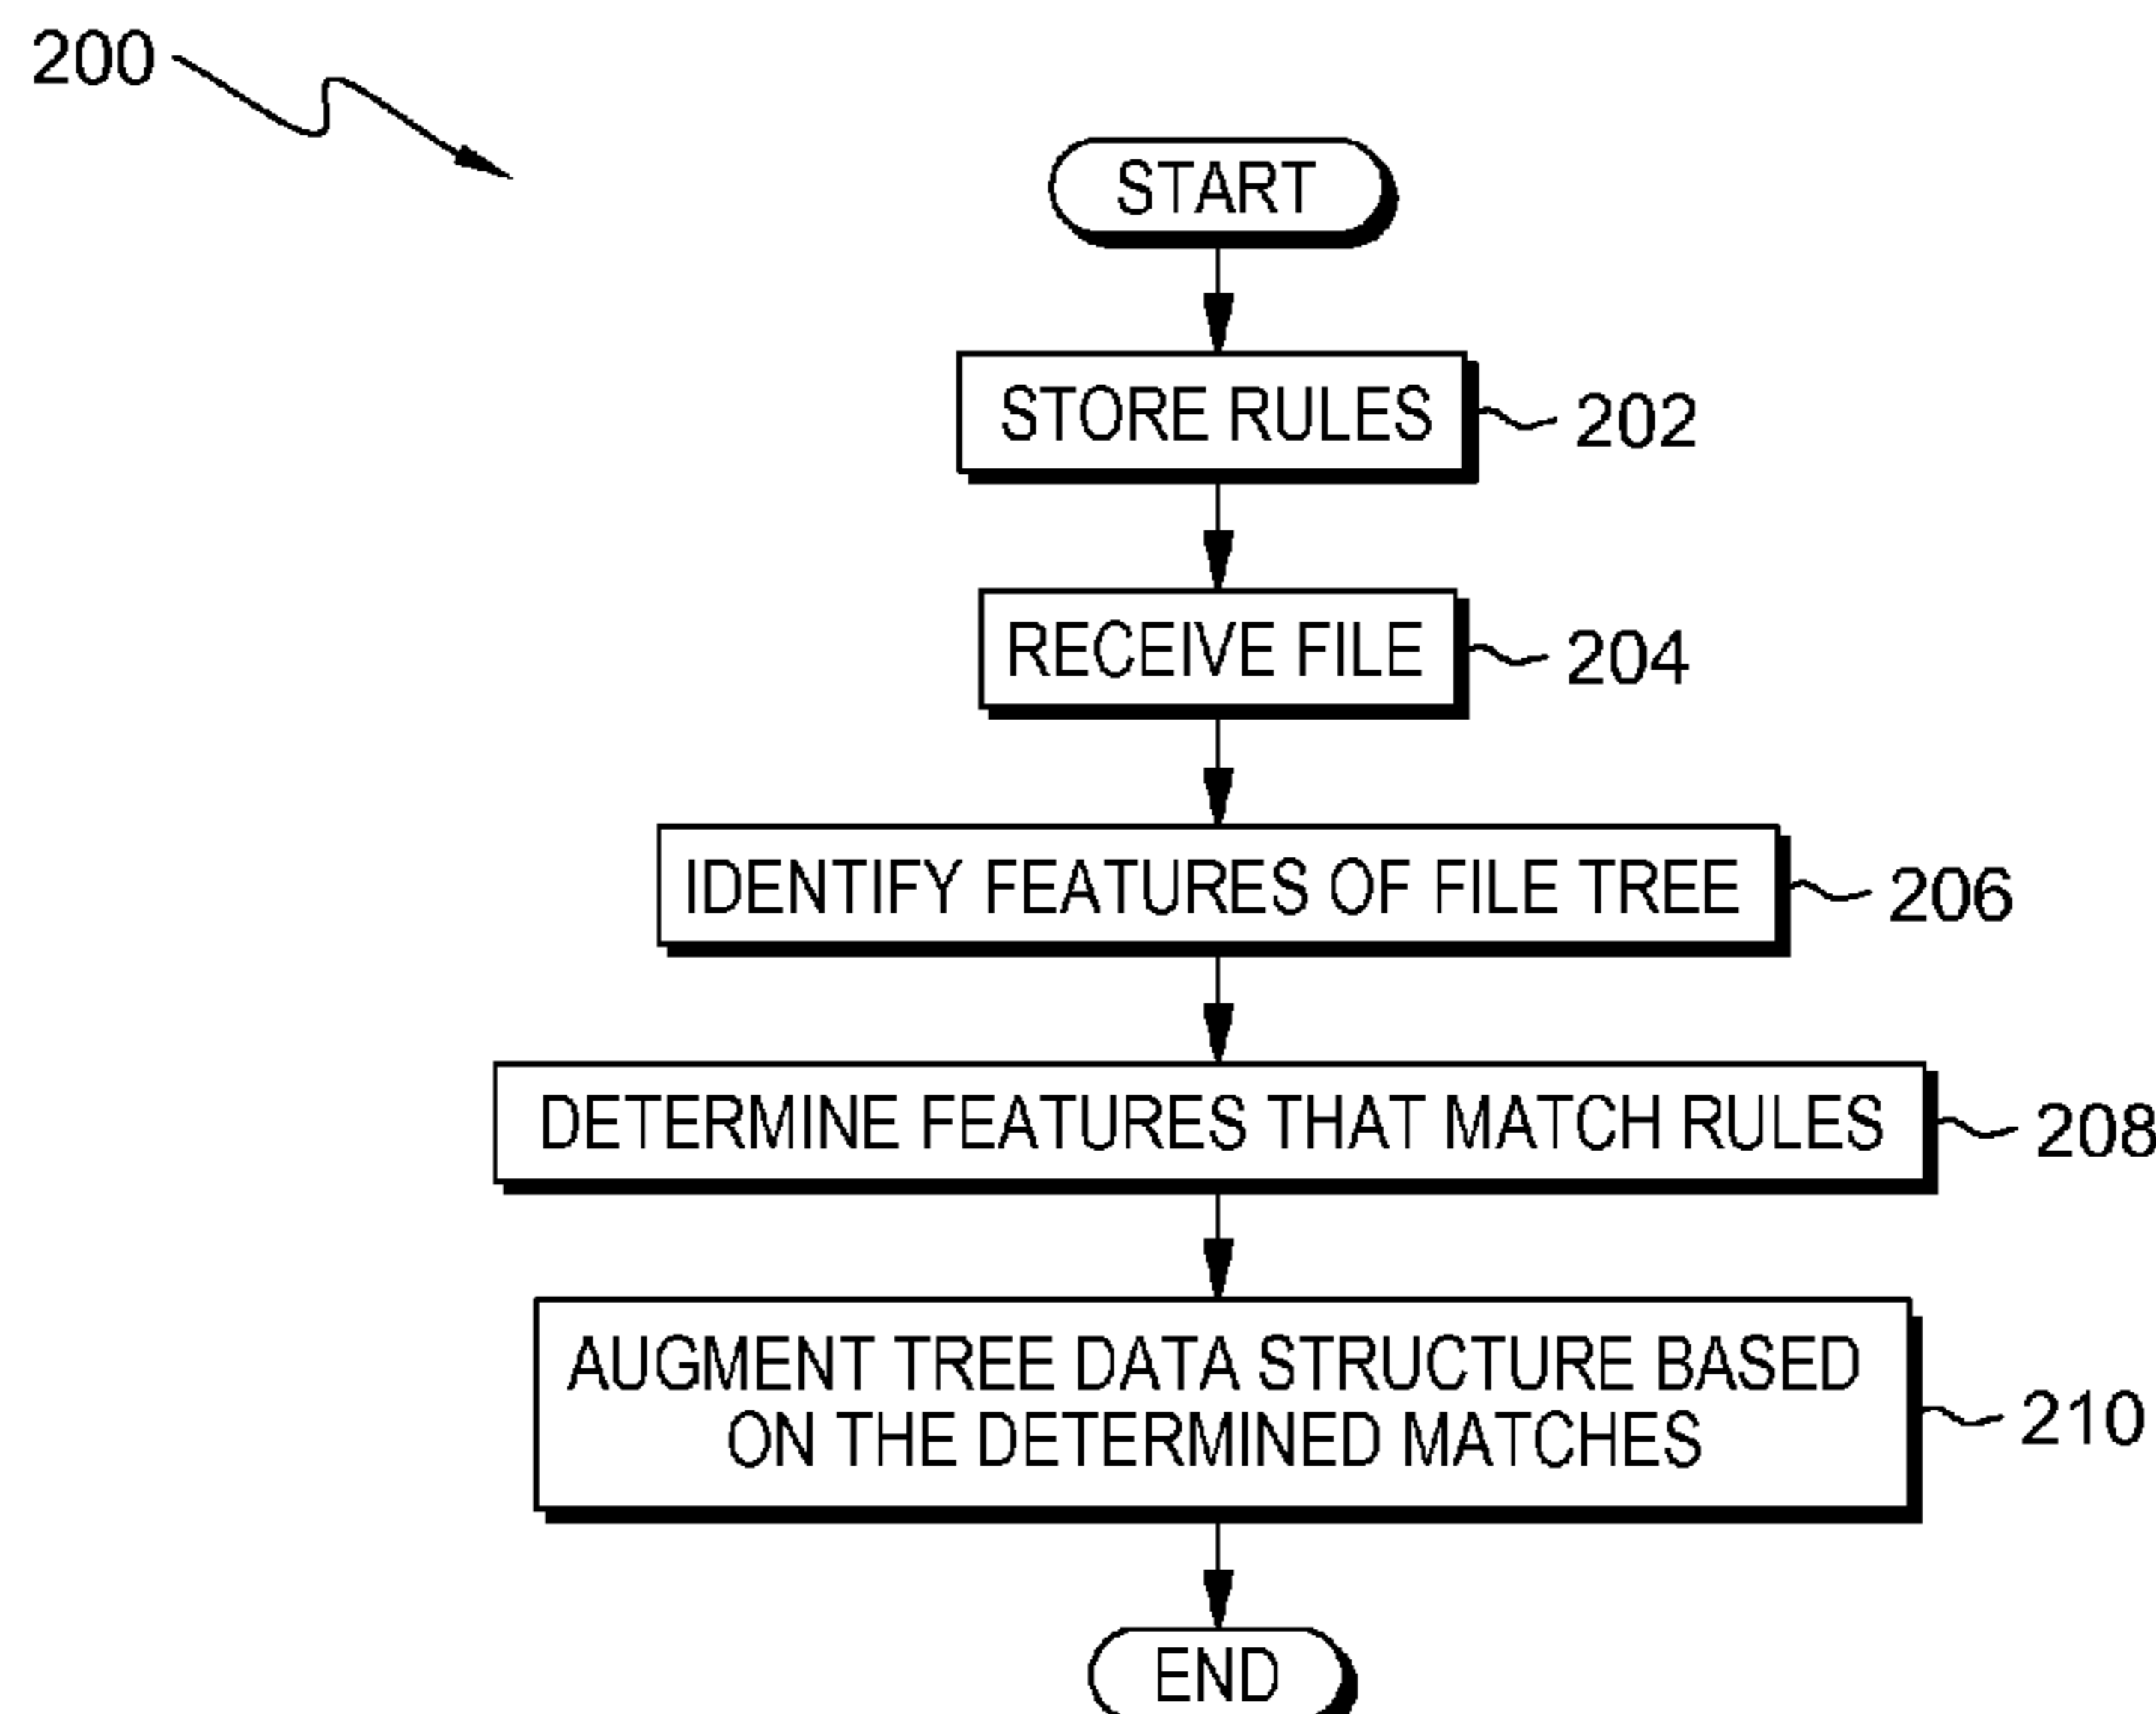 200
START
STORE RULES
202
RECEIVE FILE
204
IDENTIFY FEATURES OF FILE TREE
206
DETERMINE FEATURES THAT MATCH RULES
208
AUGMENT TREE DATA STRUCTURE BASED
ON THE DETERMINED MATCHES
210
END